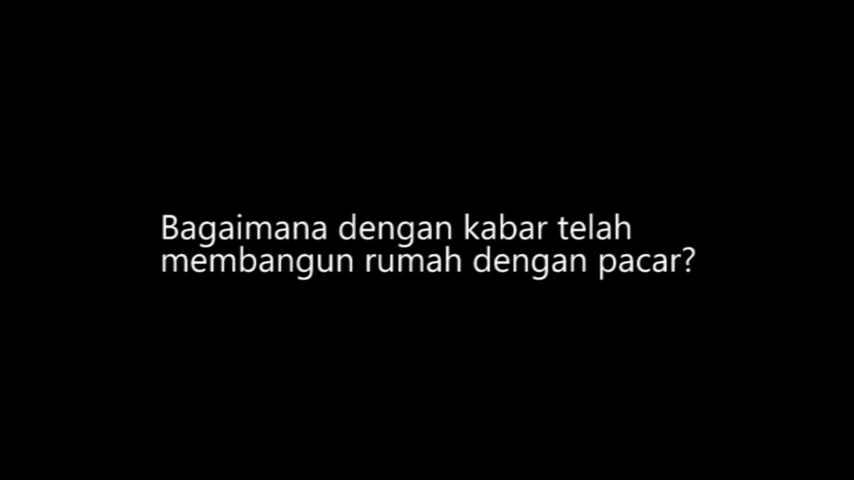 Bagaimana dengan kabar telah
membangun rumah dengan pacar?